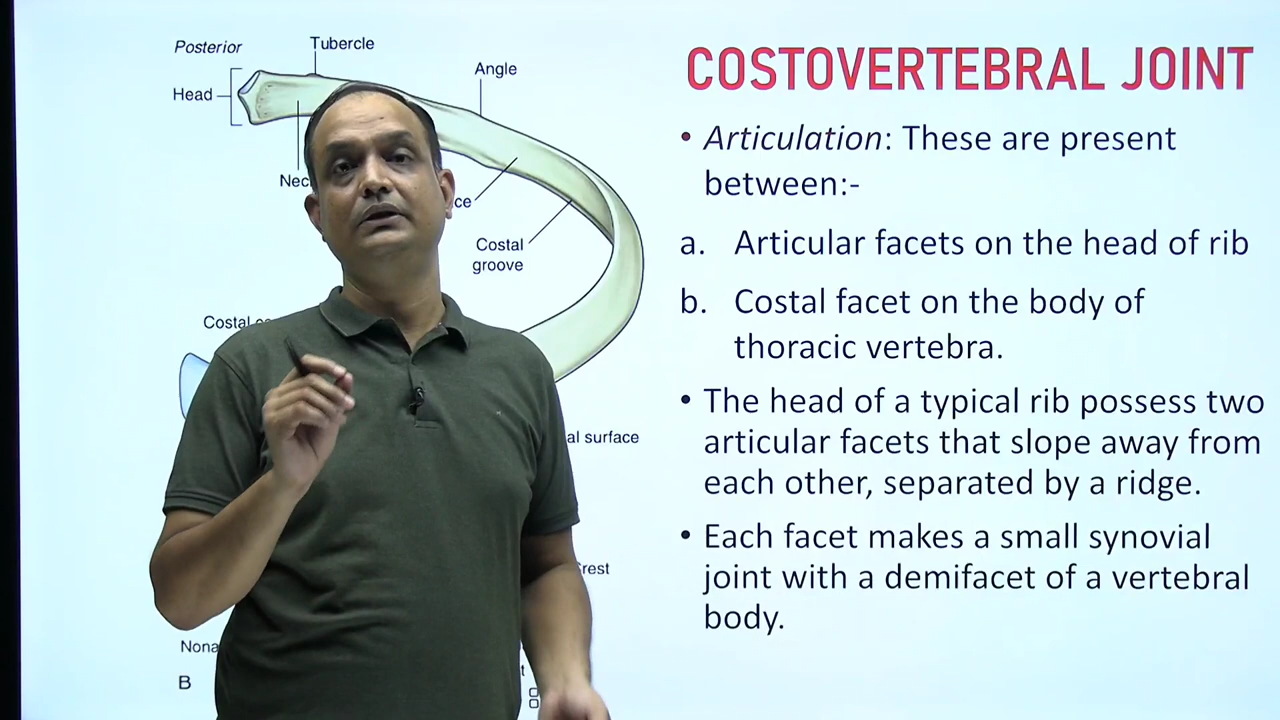 Posterior
Tubercle
Angle
Head
Costal
groove
al surface
B
COSTOVERTEBRAL JOINT
• Articulation: These are present
between:-
a. Articular facets on the head of rib
b. Costal facet on the body of
thoracic vertebra.
• The head of a typical rib possess two
articular facets that slope away from
each other, separated by a ridge.
• Each facet makes a small synovial
joint with a demifacet of a vertebral
body.